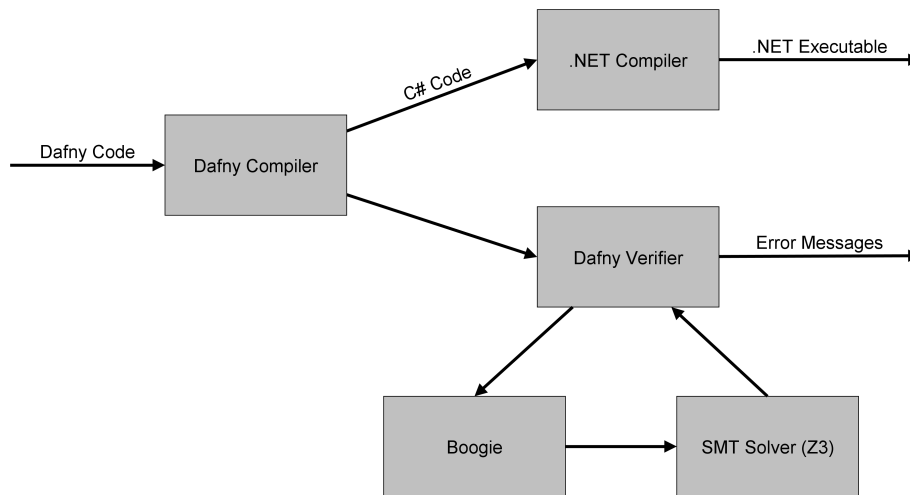 .NET Compiler
.NET Executable
C# Code
Dafny Code
Dafny Compiler
Dafny Verifier
Error Messages
Boogie
SMT Solver (Z3)